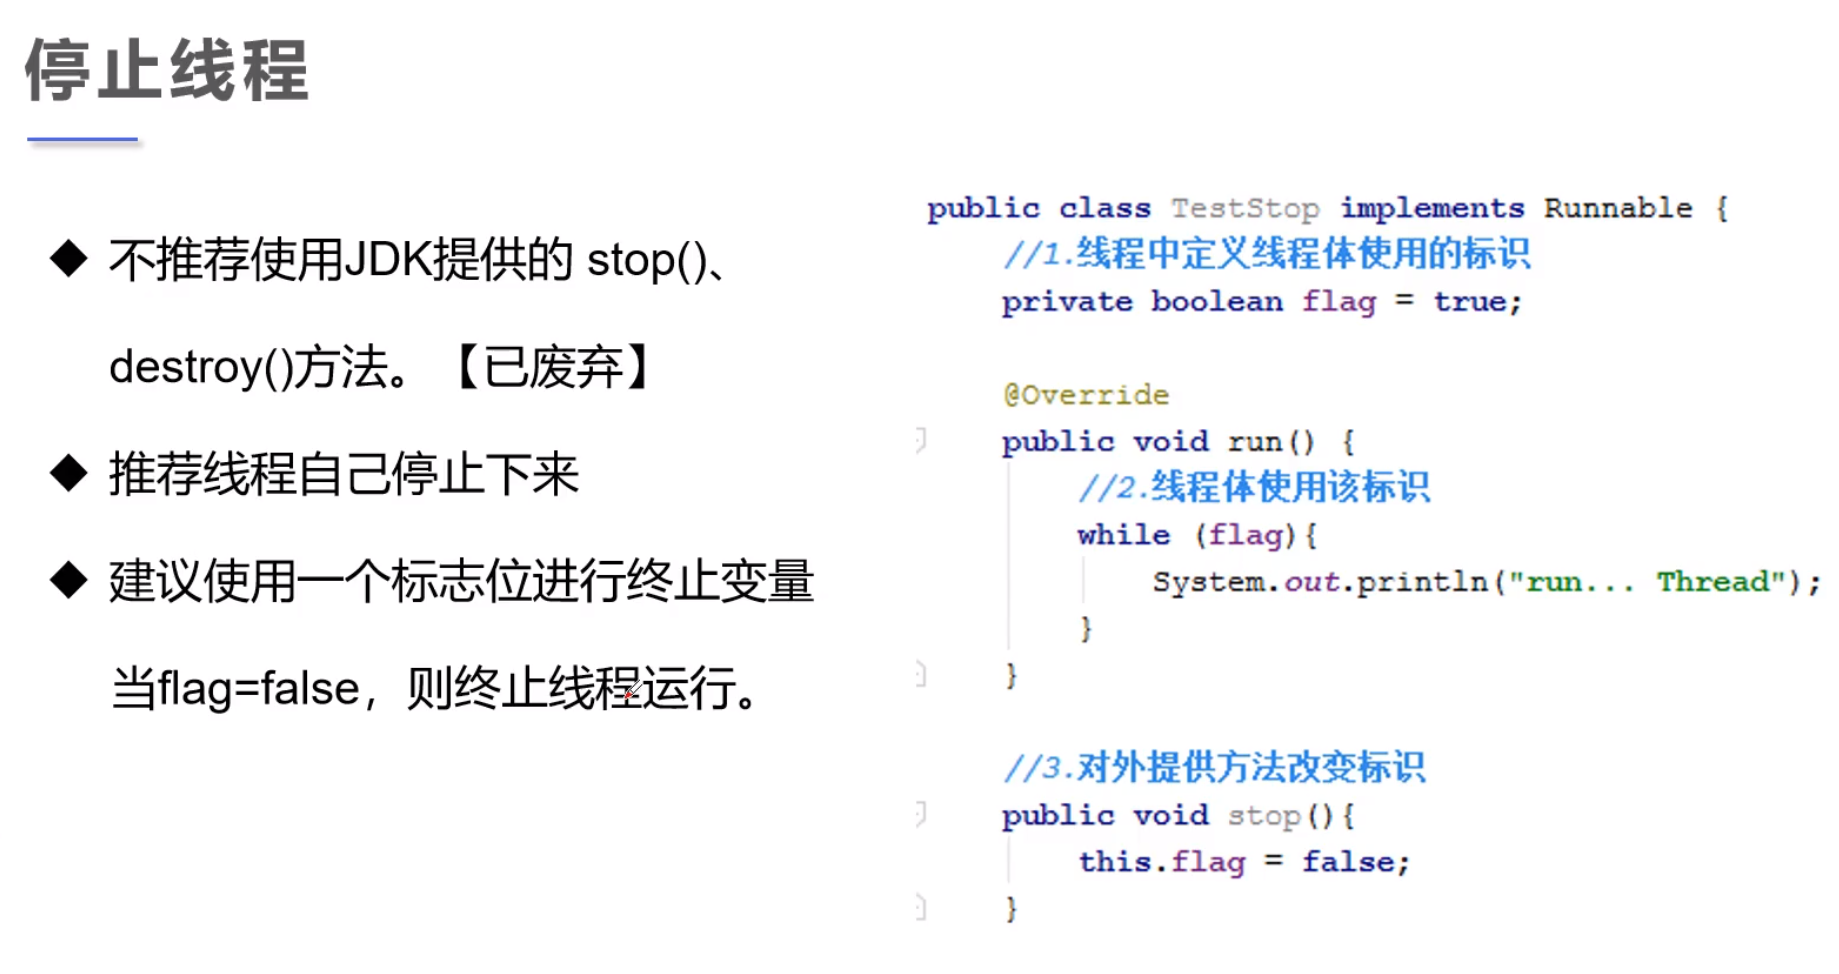 停止线程
◆ 不推荐使用JDK提供的 stop()、
destroy()方法。【已废弃】
◆ 推荐线程自己停止下来
◆ 建议使用一个标志位进行终止变量
当flag=false，则终止线程运行。
public class TestStop implements Runnable {
//1.线程中定义线程体使用的标识
private boolean flag = true;
@Override
public void run() {
//2.线程体使用该标识
while (flag){
System.out.println("run... Thread");
}
}
//3.对外提供方法改变标识
public void stop(){
this.flag = false;
}